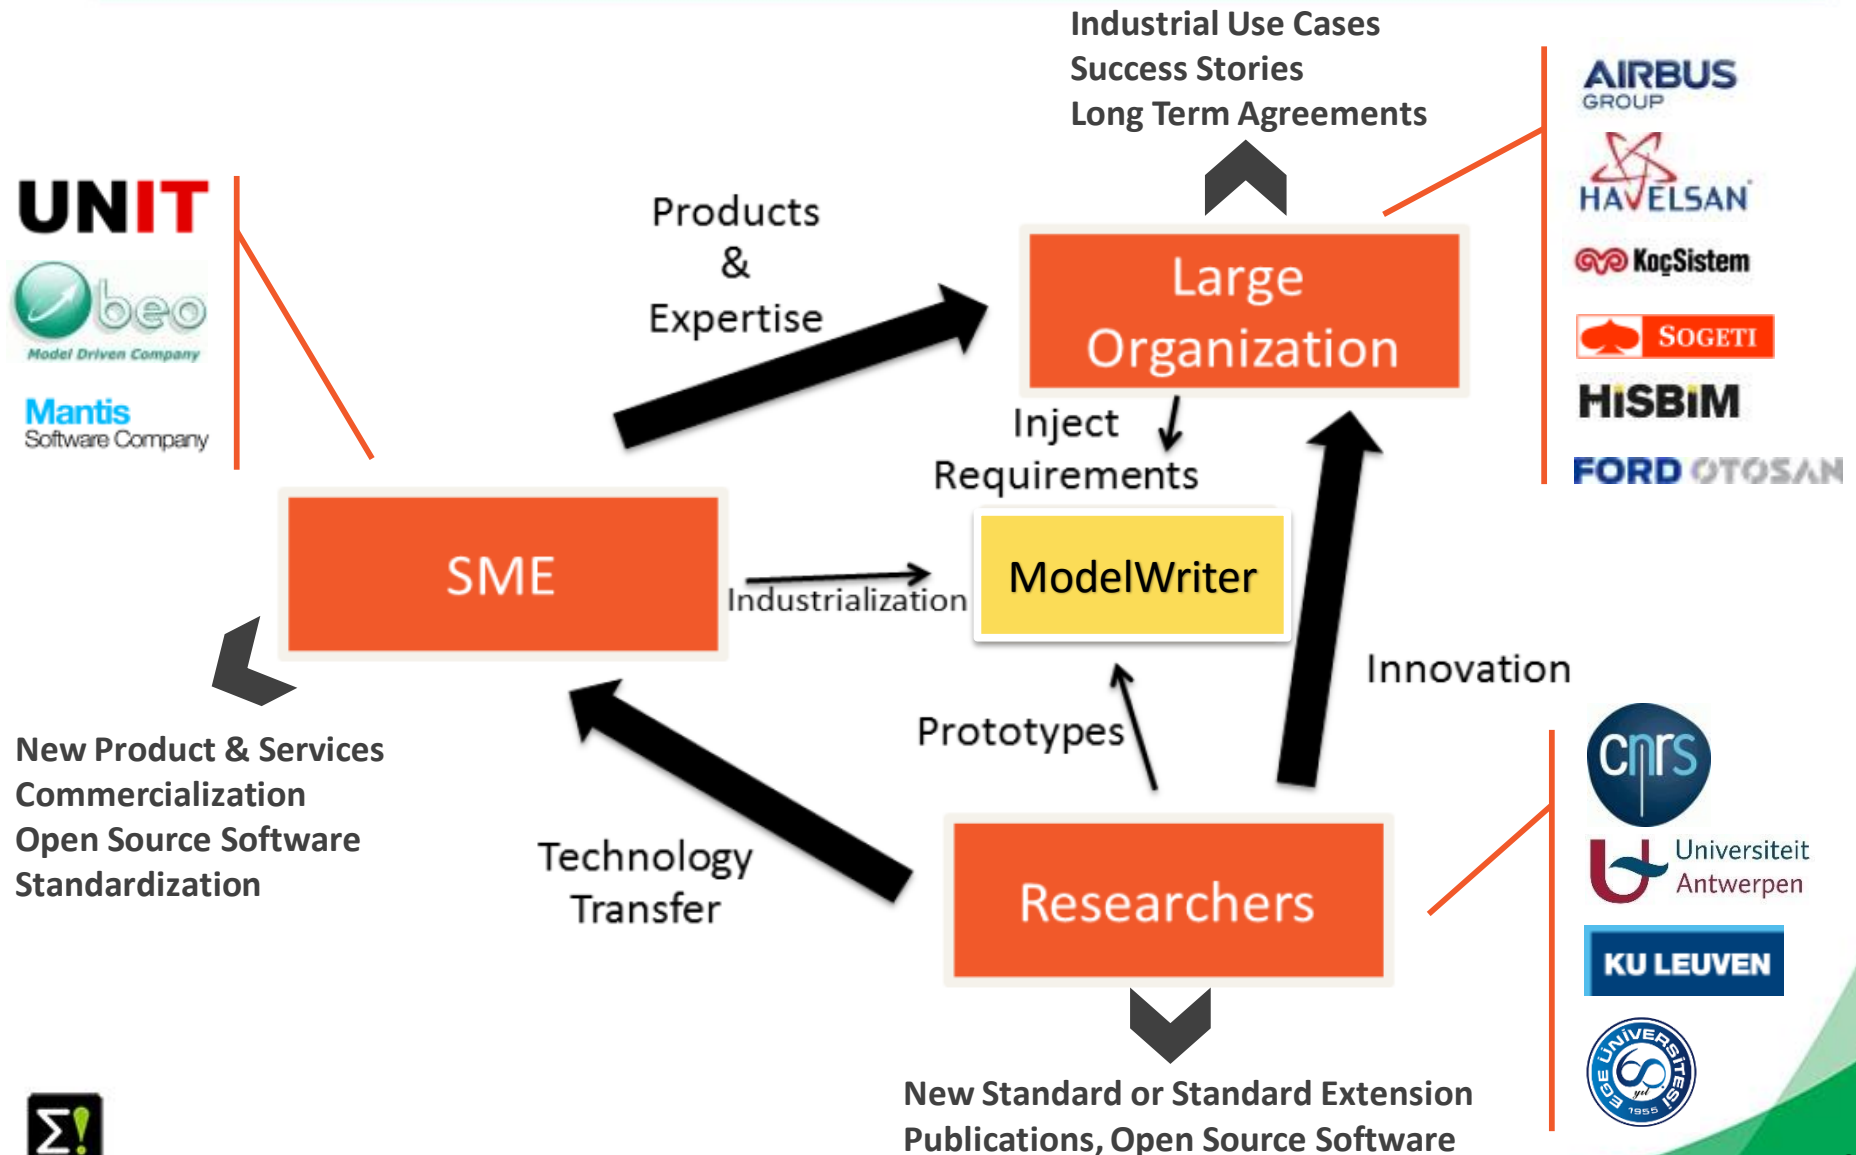 Industrial Use Cases
Success Stories
Long Term Agreements
AIRBUS
GROUP
HAVELSAN
KoçSistem
SOGETI
HiSBiM
FORD OTOSAN
UNIT
obeo
Model Driven Company
Mantis
Software Company
Products
&
Expertise
Large
Organization
Inject
Requirements
SME
Industrialization
ModelWriter
Innovation
Prototypes
New Product & Services
Commercialization
Open Source Software
Standardization
Technology
Transfer
Researchers
cnrs
Universiteit
Antwerpen
KU LEUVEN
EGE ÜNİVERSİTESİ
60
yıl
1955
New Standard or Standard Extension
Publications, Open Source Software
Σ!